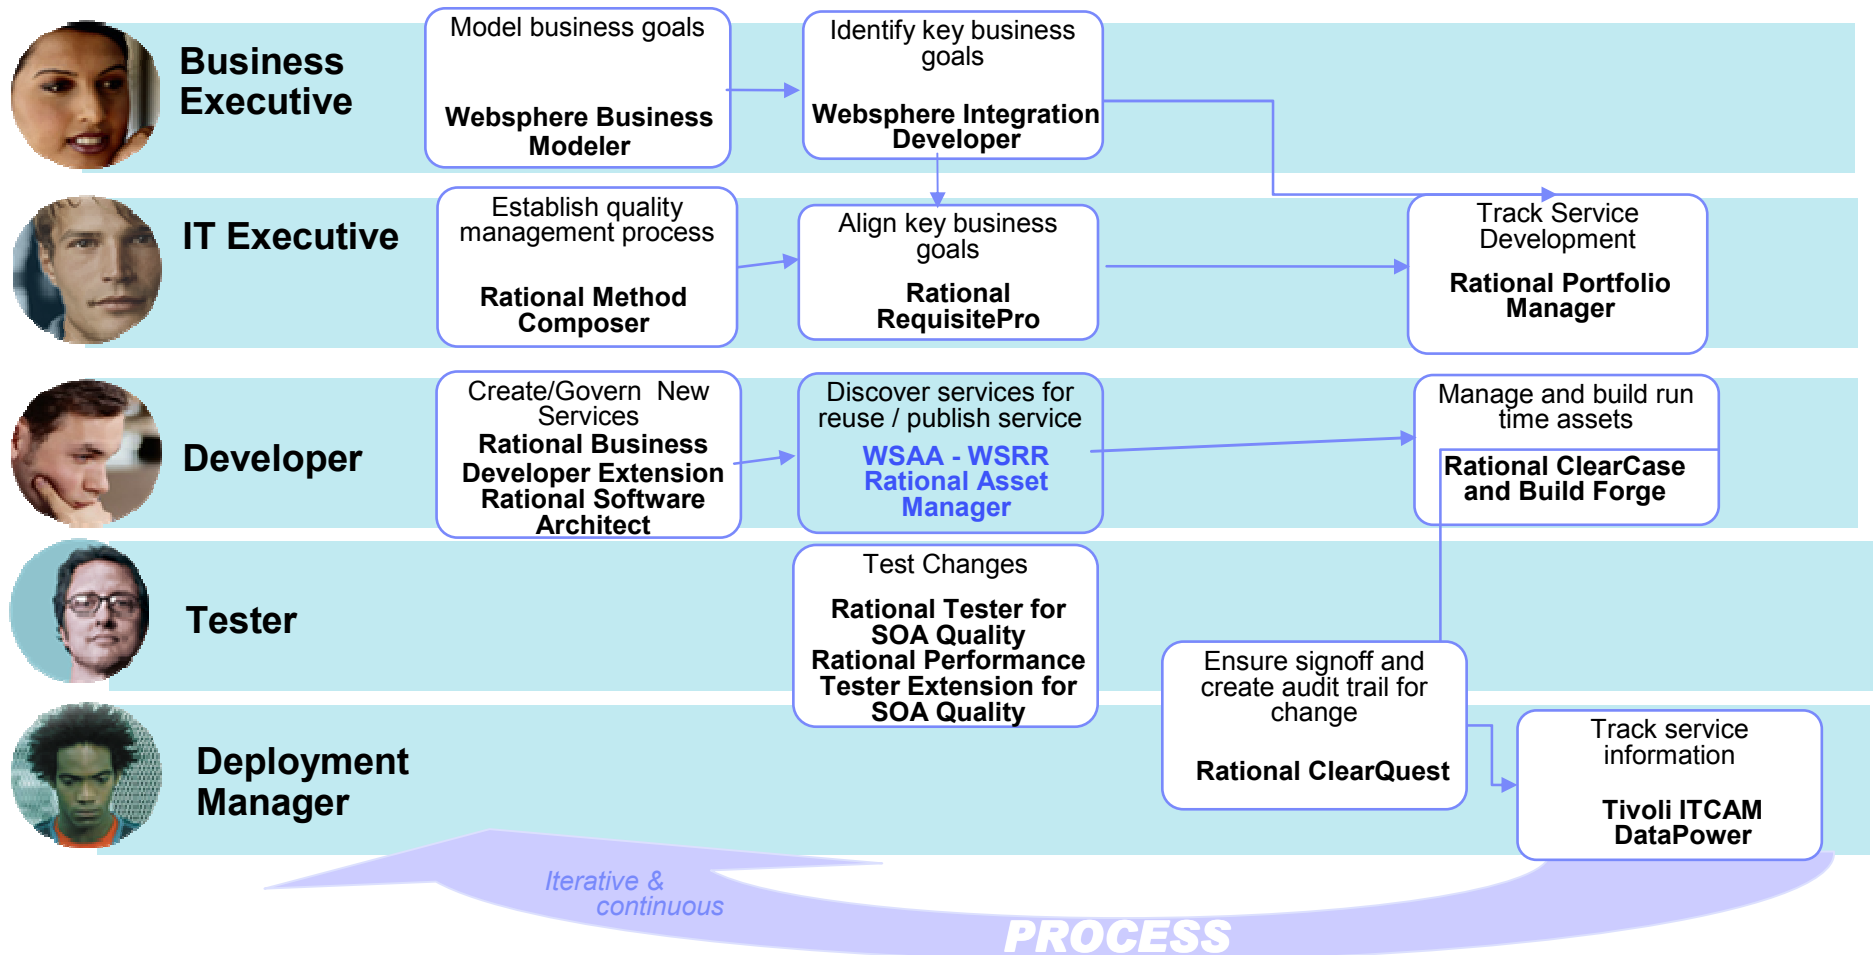 Business
Executive
Model business goals
Websphere Business
Modeler
Identify key business
goals
Websphere Integration
Developer
IT Executive
Establish quality
management process
Rational Method
Composer
Align key business
goals
Rational
RequisitePro
Track Service
Development
Rational Portfolio
Manager
Developer
Create/Govern New
Services
Rational Business
Developer Extension
Rational Software
Architect
Discover services for
reuse / publish service
WSAA - WSRR
Rational Asset
Manager
Manage and build run
time assets
Rational ClearCase
and Build Forge
Tester
Test Changes
Rational Tester for
SOA Quality
Rational Performance
Tester Extension for
SOA Quality
Ensure signoff and
create audit trail for
change
Rational ClearQuest
Deployment
Manager
Track service
information
Tivoli ITCAM
DataPower
Iterative &
continuous
PROCESS